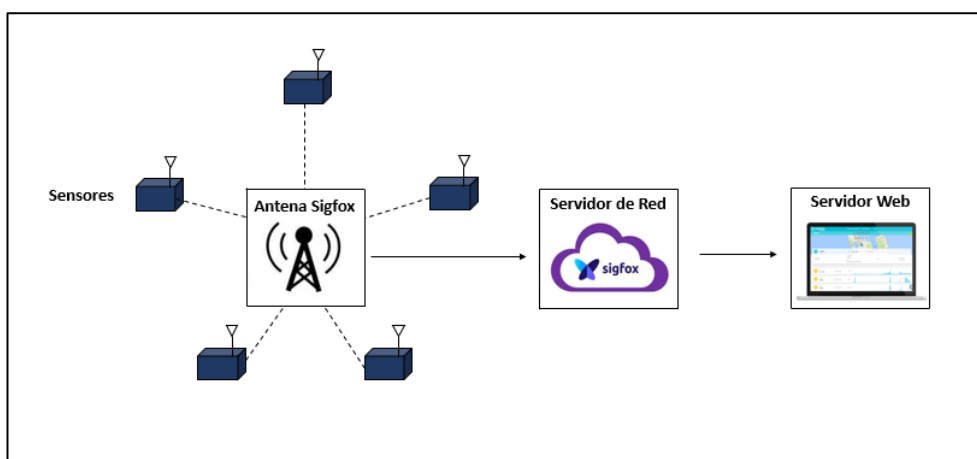 Sensores
Antena Sigfox
Servidor de Red
sigfox
Servidor Web